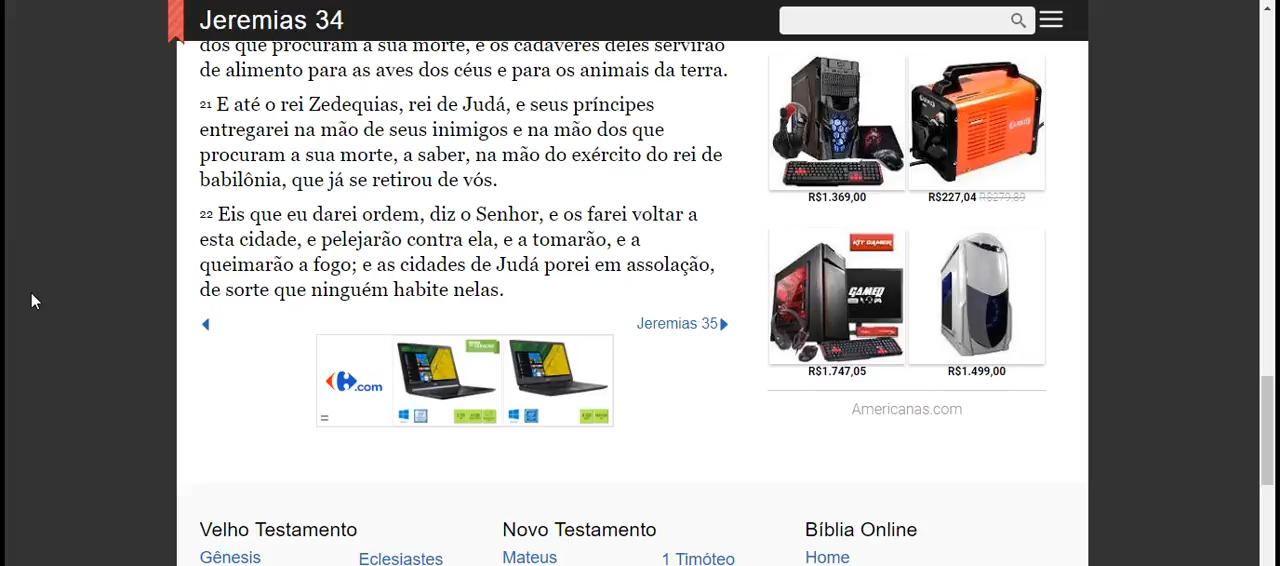 Jeremias 34
dos que procuram a sua morte, e os cadáveres deles servirão
de alimento para as aves dos céus e para os animais da terra.
21 E até o rei Zedequias, rei de Judá, e seus príncipes
entregarei na mão de seus inimigos e na mão dos que
procuram a sua morte, a saber, na mão do exército do rei de
babilônia, que já se retirou de vós.
22 Eis que eu darei ordem, diz o Senhor, e os farei voltar a
esta cidade, e pelejarão contra ela, e a tomarão, e a
queimarão a fogo; e as cidades de Judá porei em assolação,
de sorte que ninguém habite nelas.
Jeremias 35
.com
R$1.369,00
R$227,04 R$279,89
KIT GAMER
GAMER
R$1.747,05
R$1.499,00
Americanas.com
Velho Testamento
Gênesis
Eclesiastes
Novo Testamento
Mateus
1 Timóteo
Bíblia Online
Home